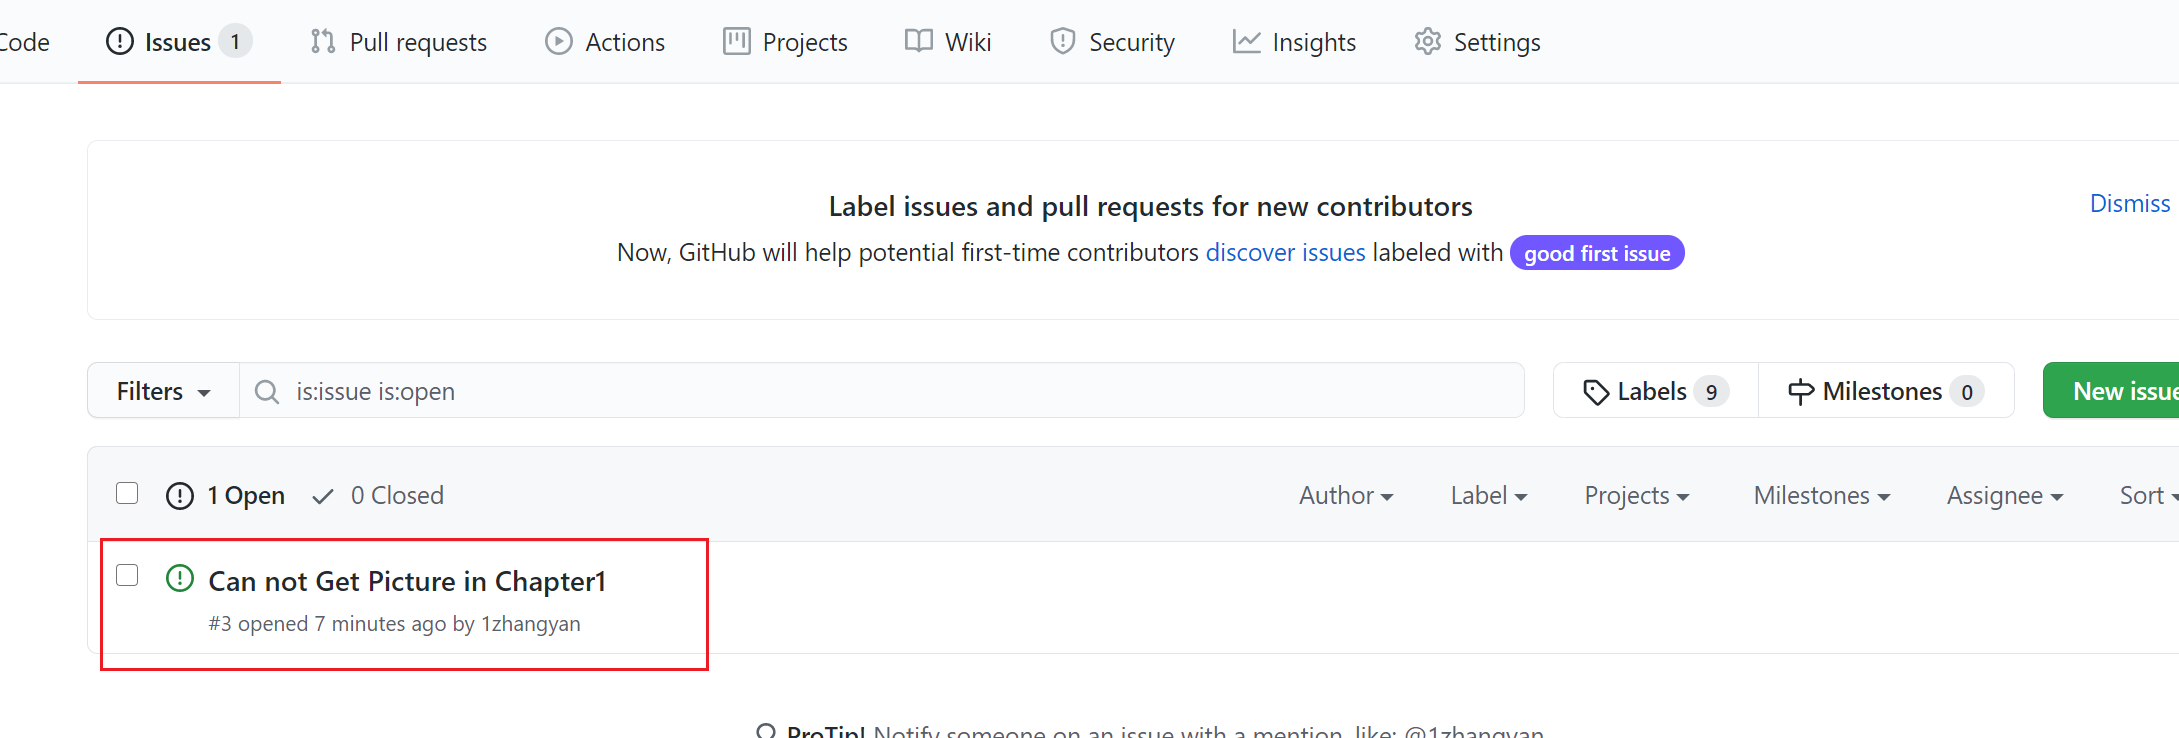 Code Issues 1 Pull requests Actions Projects Wiki Security Insights Settings
Label issues and pull requests for new contributors
Dismiss
Now, GitHub will help potential first-time contributors discover issues labeled with good first issue
Filters is:issue is:open Labels 9 Milestones 0 New issue
1 Open 0 Closed Author Label Projects Milestones Assignee Sort
Can not Get Picture in Chapter1
#3 opened 7 minutes ago by 1zhangyan
ProTip! Notify someone on an issue with a mention, like: @1zhangyan